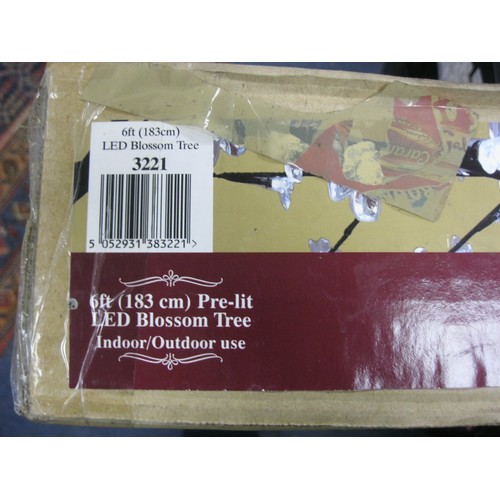 6ft (183cm)
LED Blossom Tree
3221
5 052931 383221 >
6ft (183 cm) Pre-lit
LED Blossom Tree
Indoor/Outdoor use